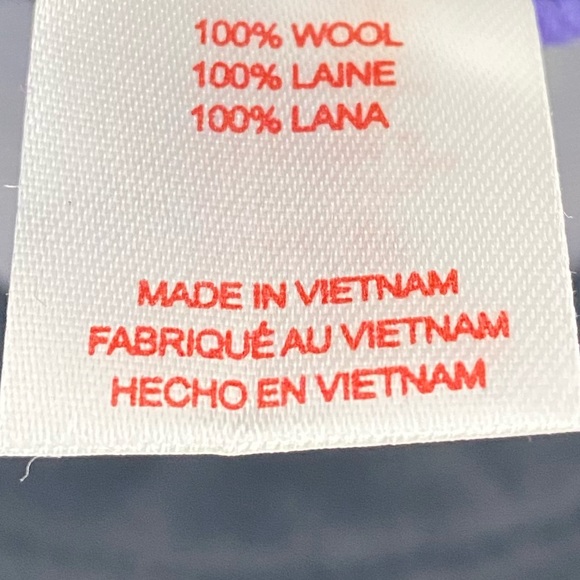 100% WOOL
100% LAINE
100% LANA
MADE IN VIETNAM
FABRIQUÉ AU VIETNAM
HECHO EN VIETNAM